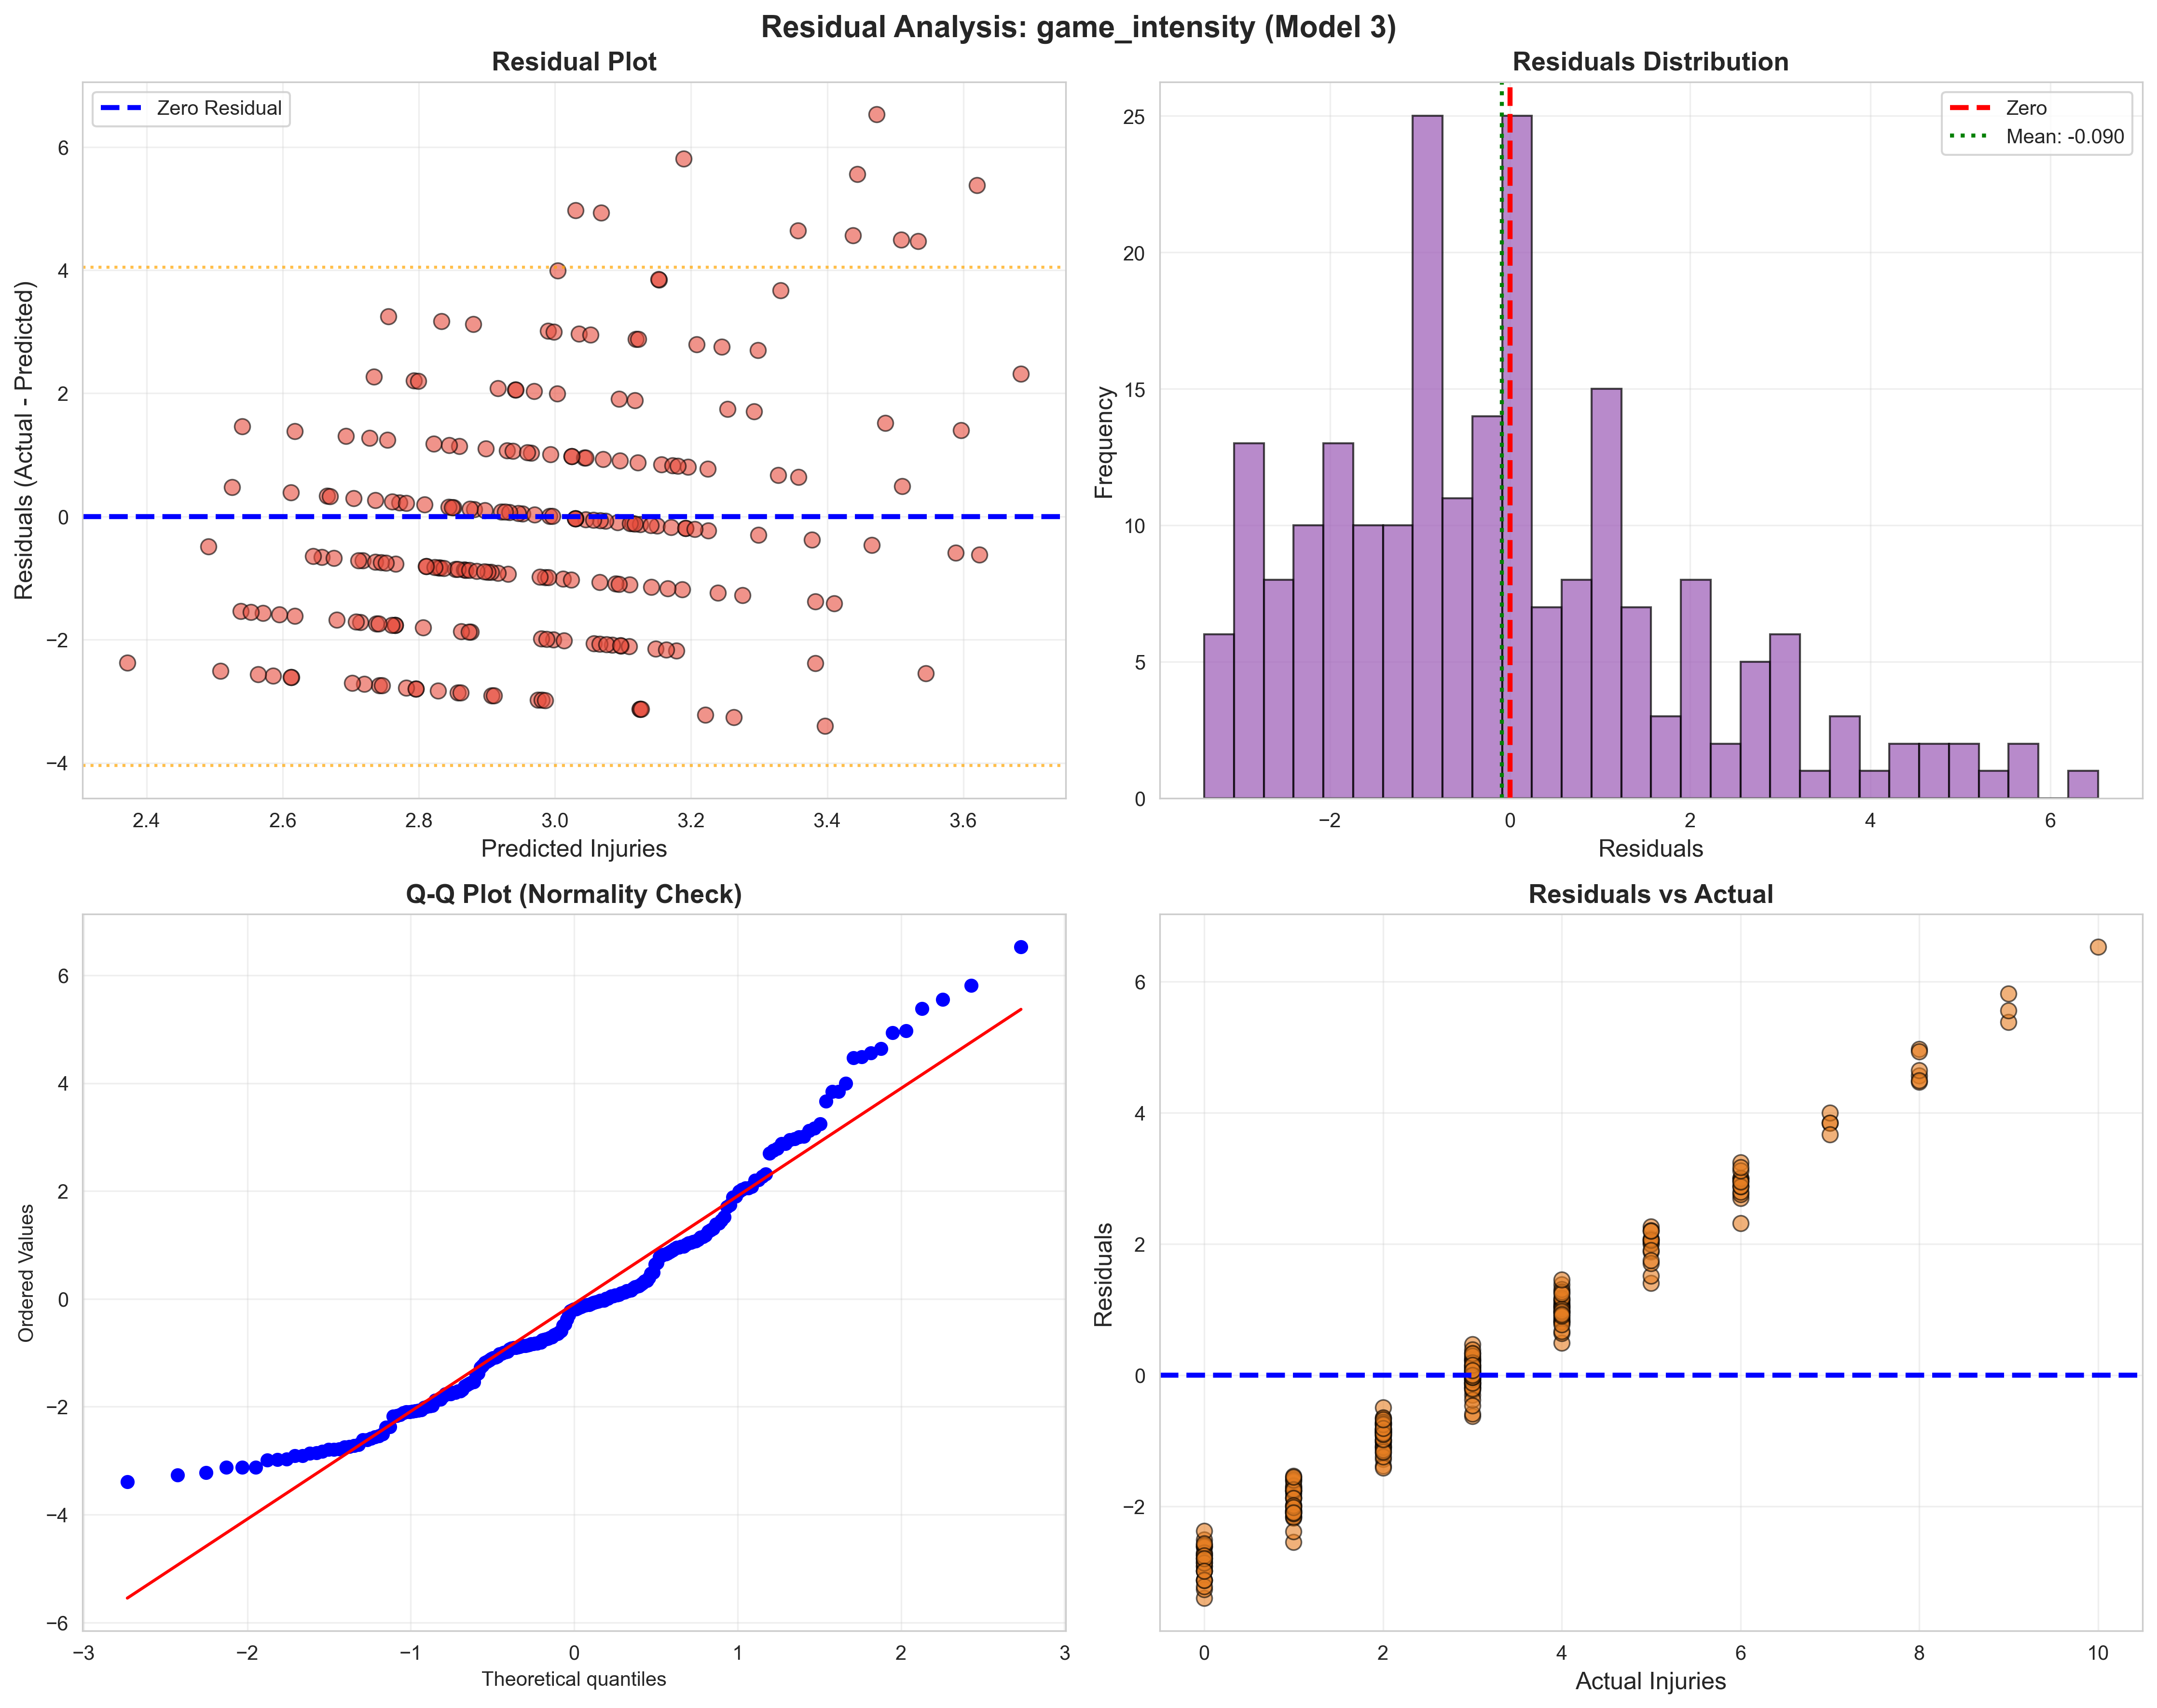 Residual Analysis: game_intensity (Model 3)
Residual Plot
Zero Residual
Residuals (Actual - Predicted)
6
4
2
0
−2
−4
2.4 2.6 2.8 3.0 3.2 3.4 3.6
Predicted Injuries
Residuals Distribution
Zero
Mean: -0.090
Frequency
25
20
15
10
5
0
−2 0 2 4 6
Residuals
Q-Q Plot (Normality Check)
Ordered Values
6
4
2
0
−2
−4
−6
−3 −2 −1 0 1 2 3
Theoretical quantiles
Residuals vs Actual
Residuals
6
4
2
0
−2
0 2 4 6 8 10
Actual Injuries